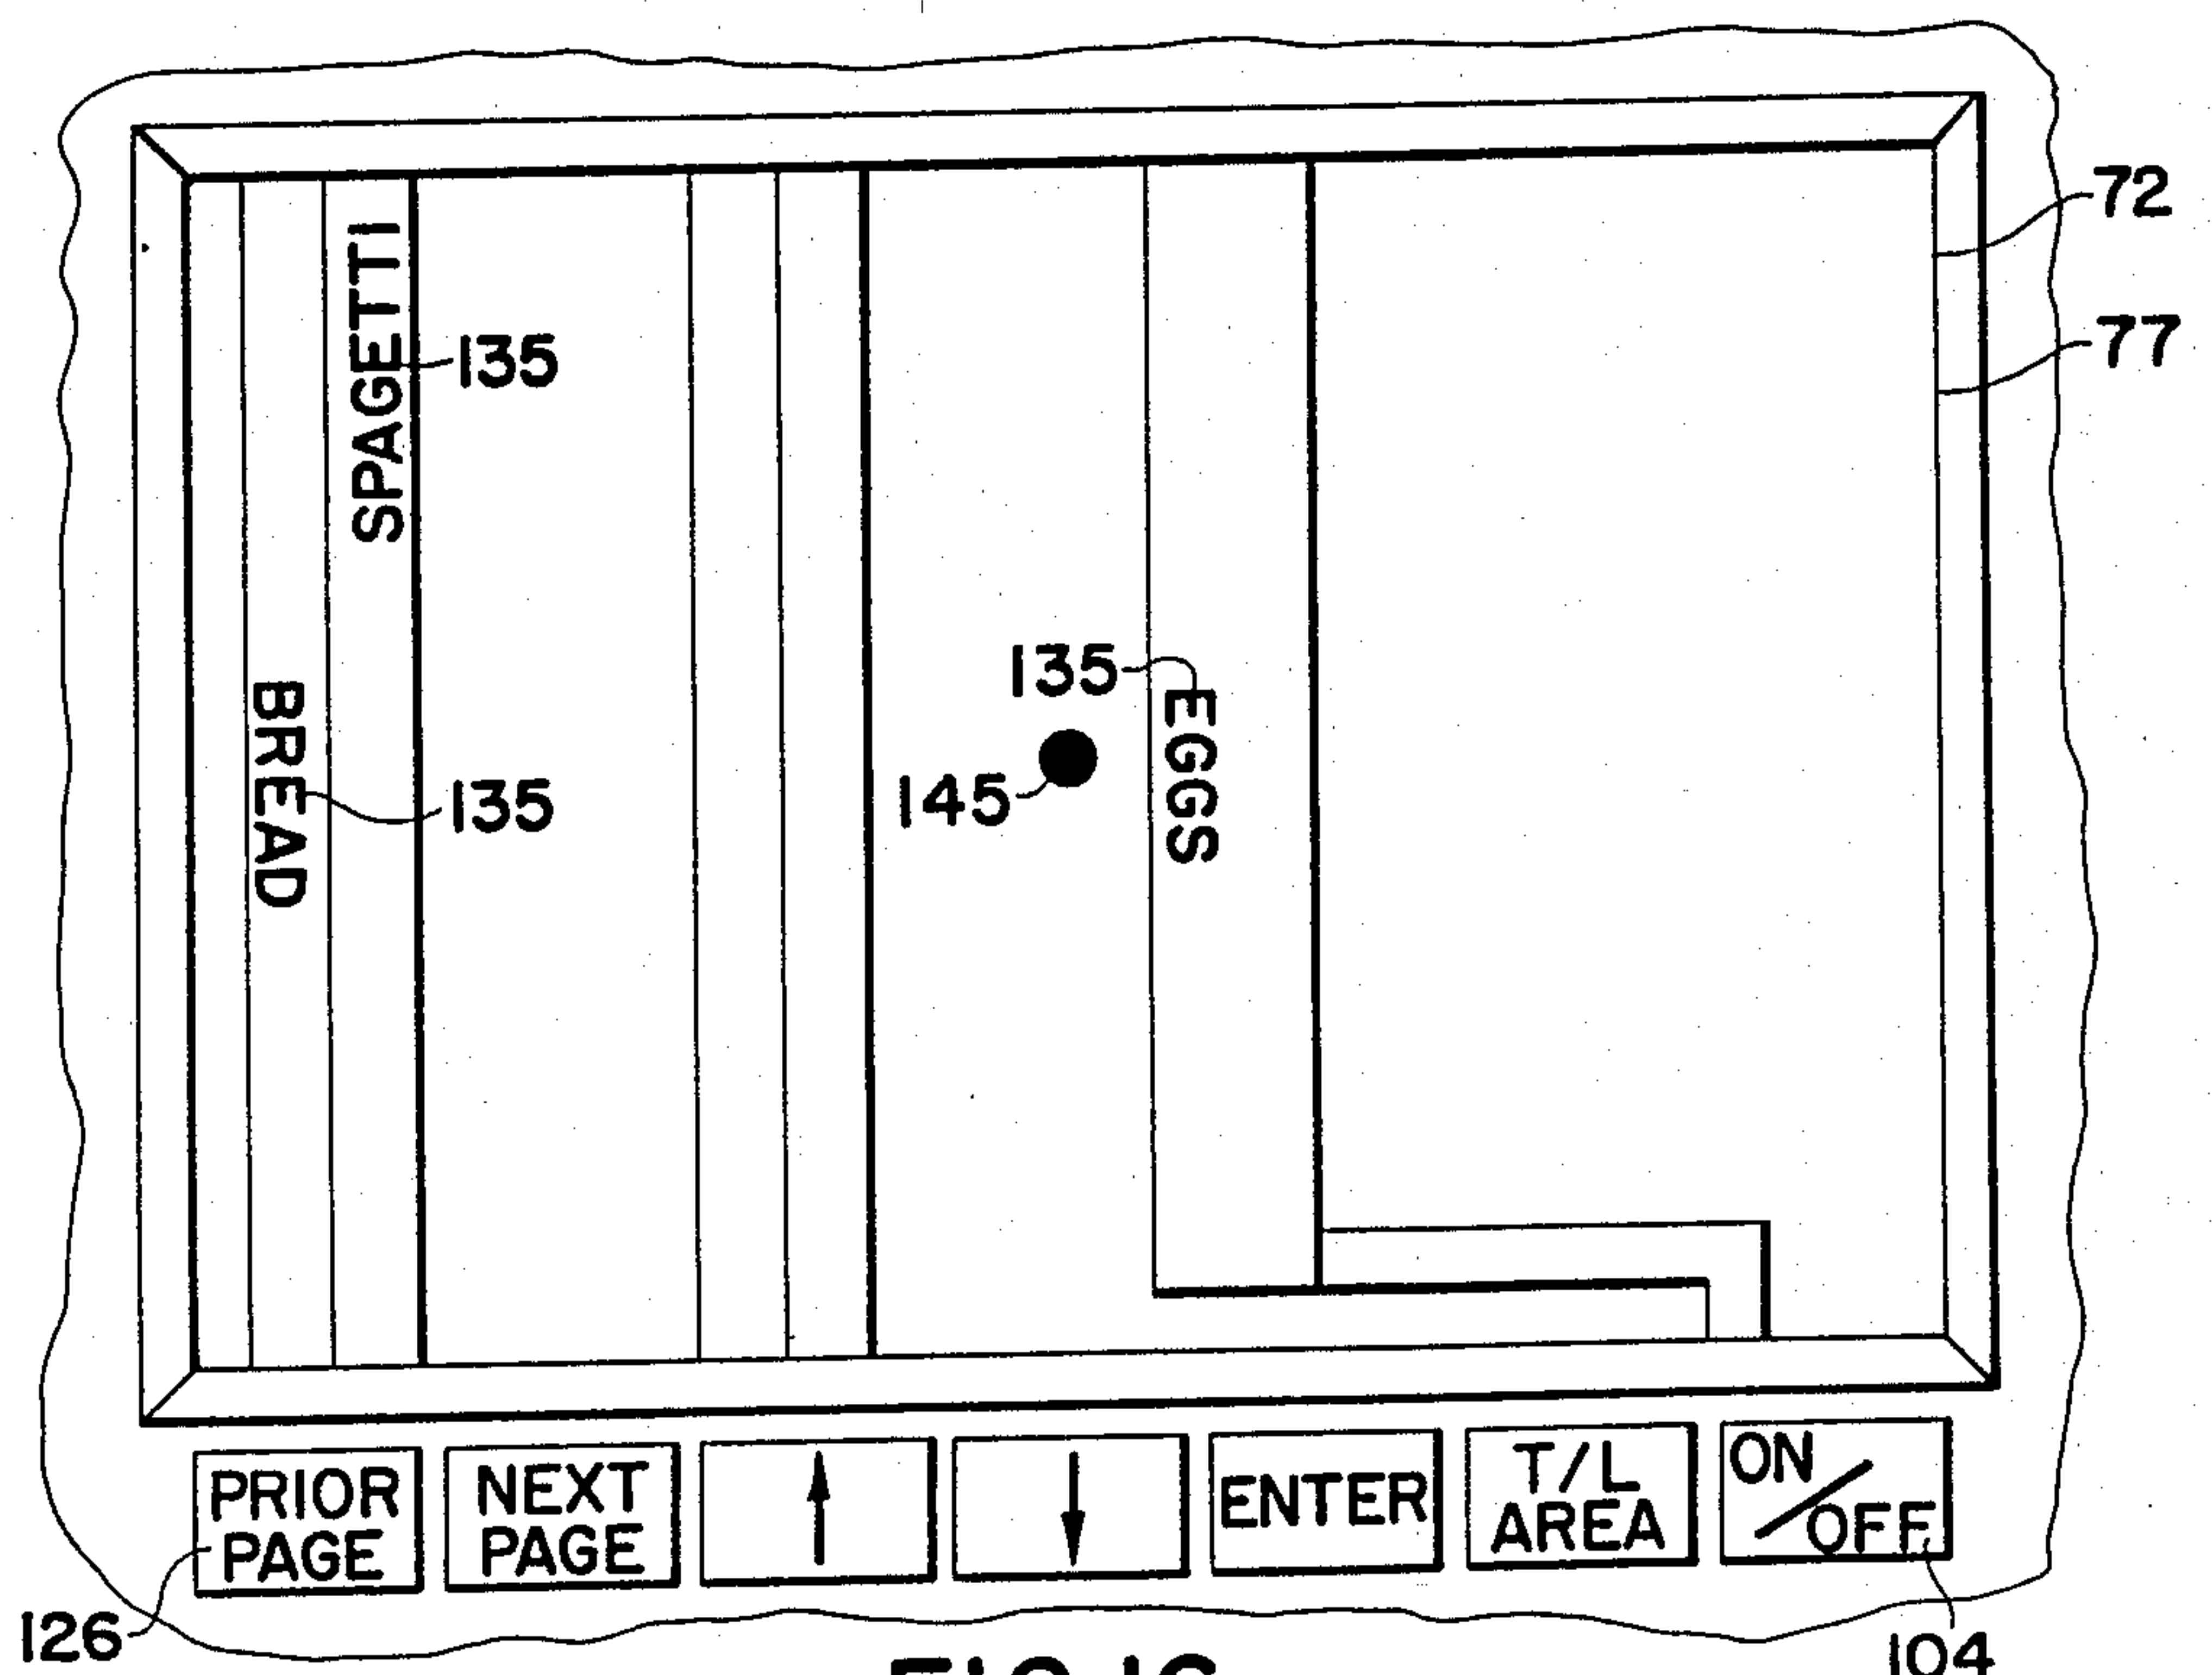 72
77
SPAGETTI
135
135
EGGS
145
BREAD
135
PRIOR
PAGE
NEXT
PAGE
ENTER
T/L
AREA
ON/OFF
126
104